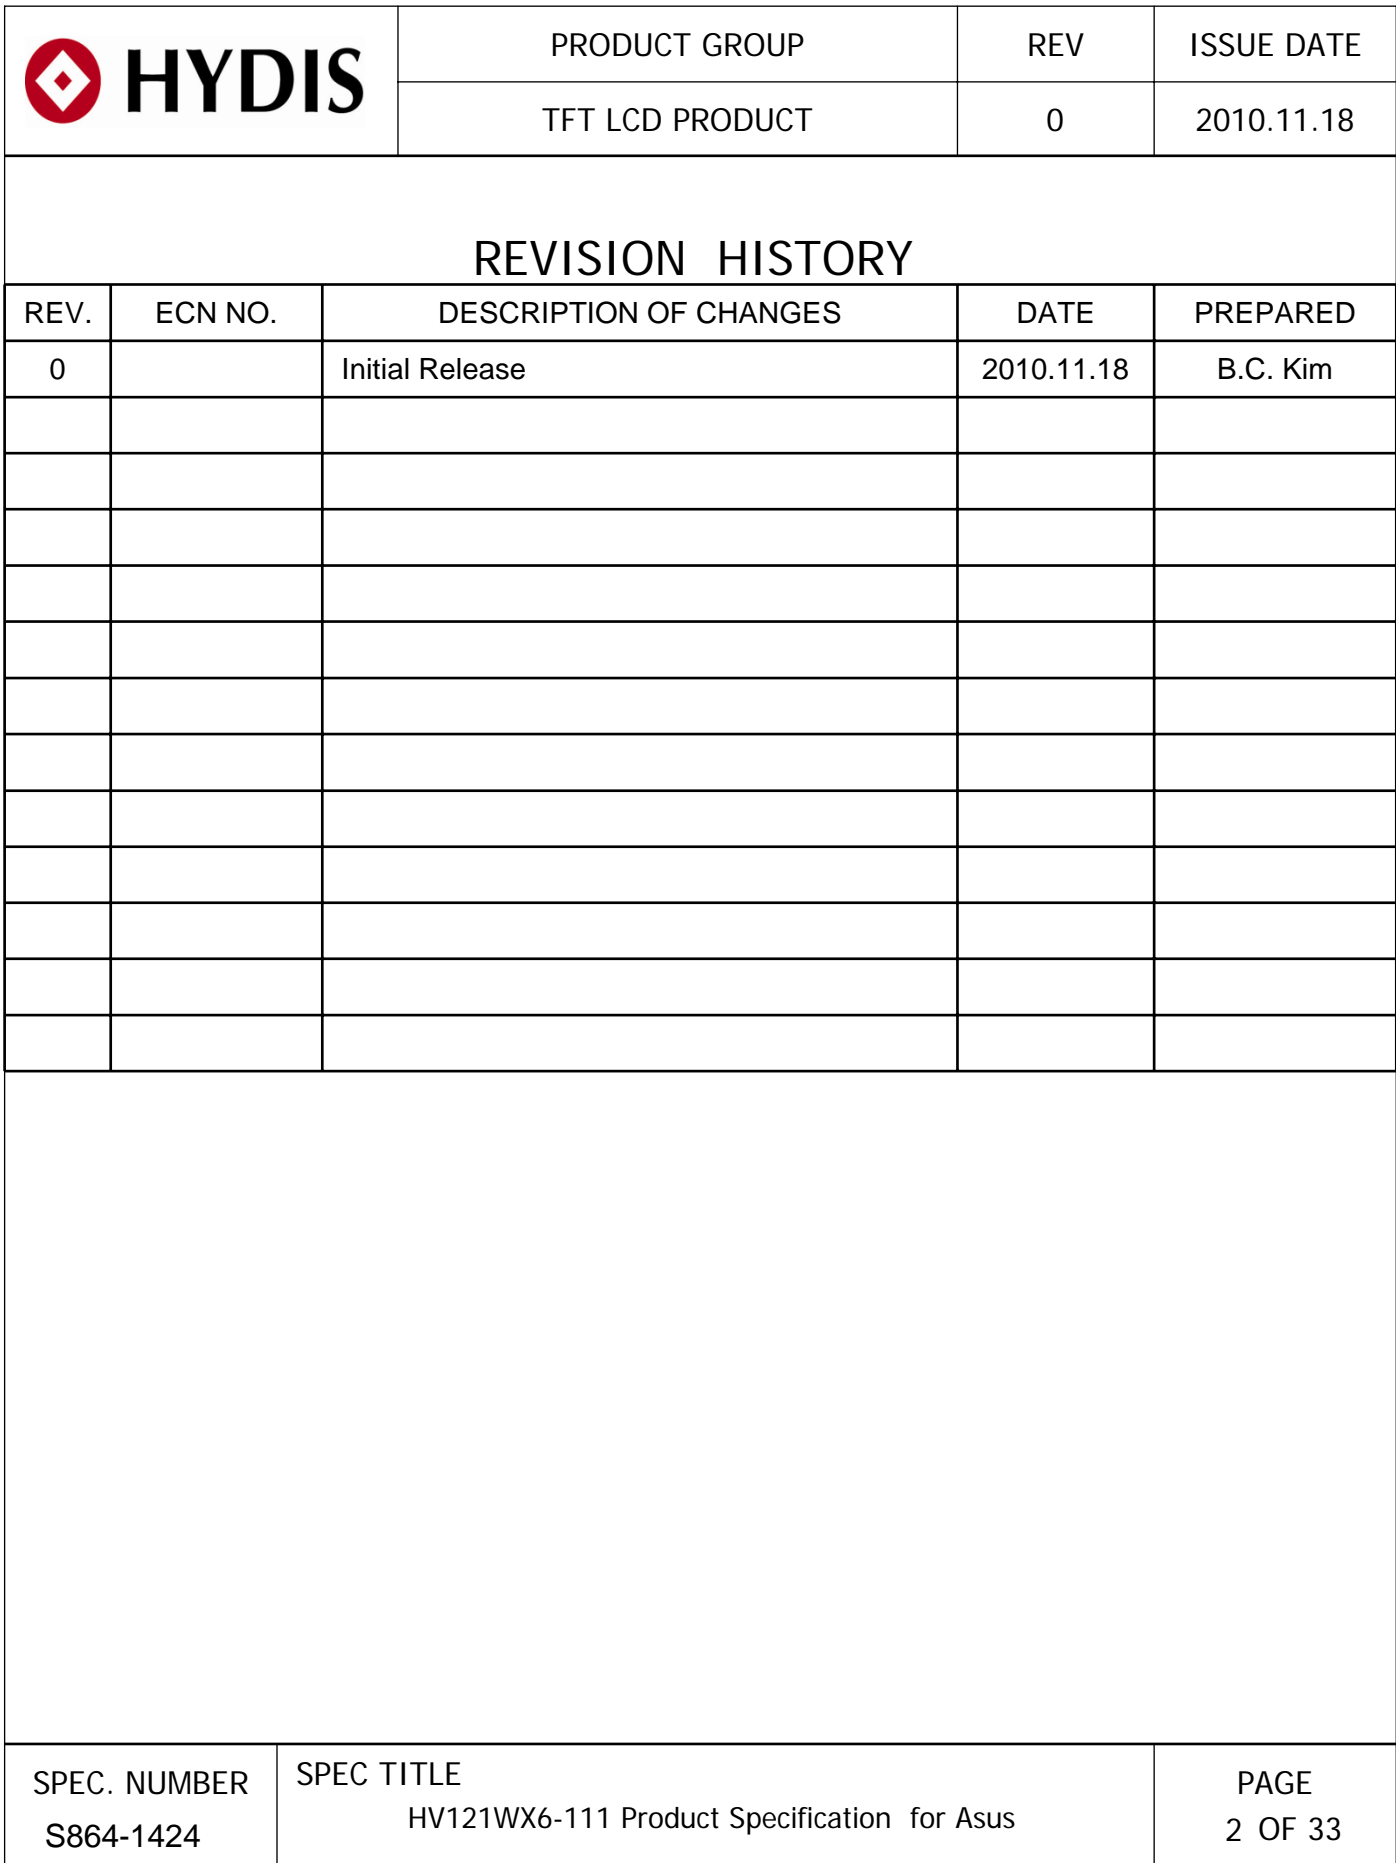 HYDIS
PRODUCT GROUP REV ISSUE DATE
TFT LCD PRODUCT 0 2010.11.18
REVISION HISTORY
REV. ECN NO. DESCRIPTION OF CHANGES DATE PREPARED
0 Initial Release 2010.11.18 B.C. Kim
SPEC. NUMBER SPEC TITLE PAGE
S864-1424 HV121WX6-111 Product Specification for Asus 2 OF 33